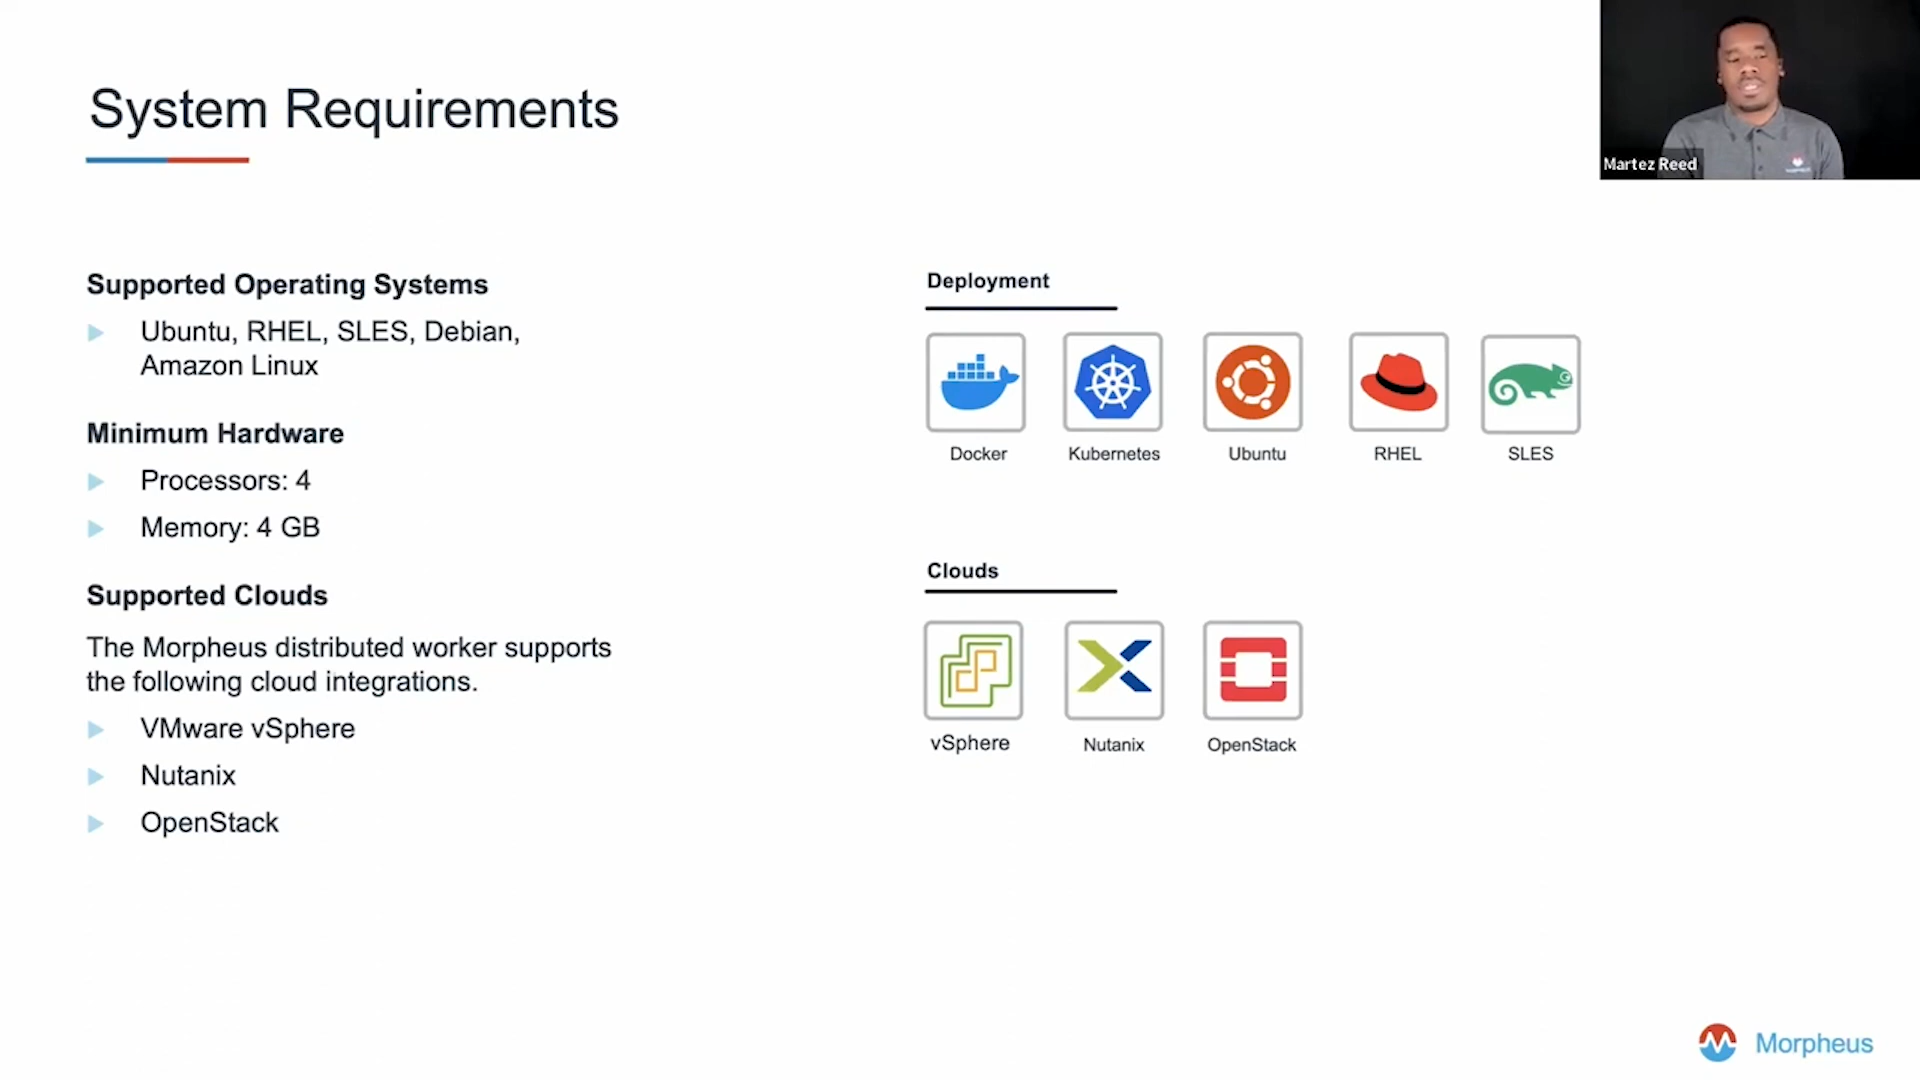 System Requirements
Martez Reed
Supported Operating Systems
Ubuntu, RHEL, SLES, Debian,
Amazon Linux
Minimum Hardware
Processors: 4
Memory: 4 GB
Supported Clouds
The Morpheus distributed worker supports
the following cloud integrations.
VMware vSphere
Nutanix
OpenStack
Deployment
Docker
Kubernetes
Ubuntu
RHEL
SLES
Clouds
vSphere
Nutanix
OpenStack
Morpheus